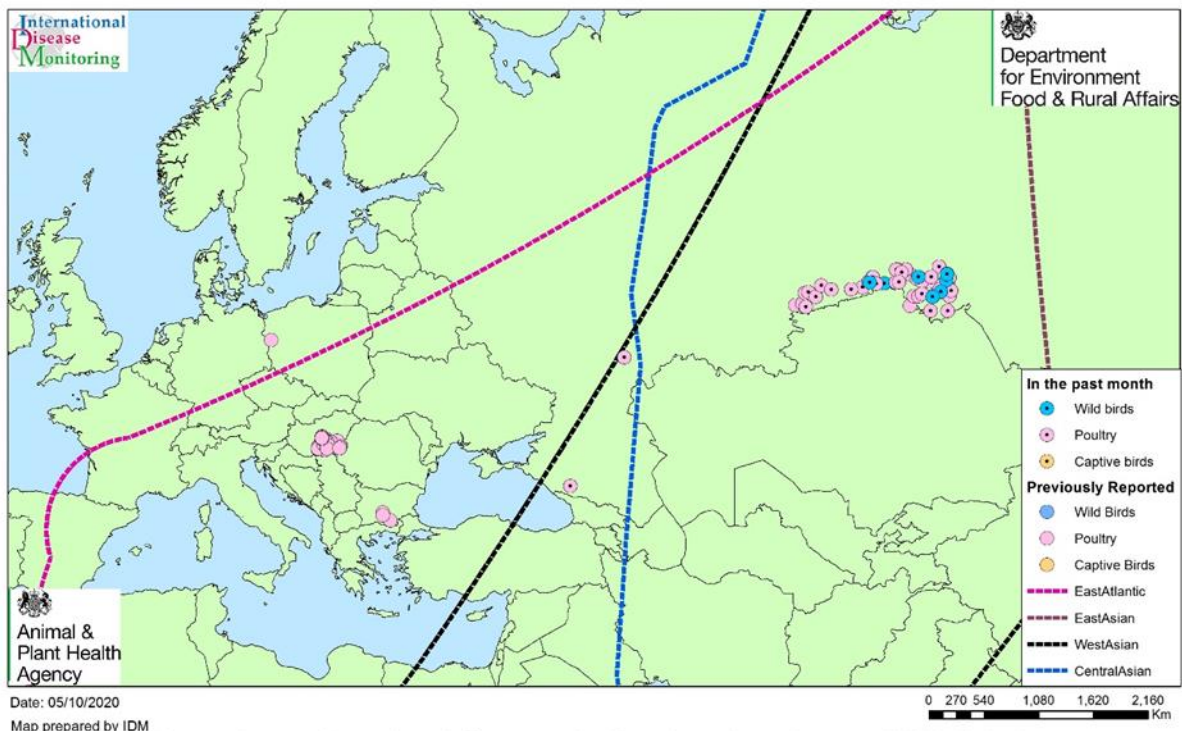 International
Disease
Monitoring
Department
for Environment
Food & Rural Affairs
In the past month
Wild birds
Poultry
Captive birds
Previously Reported
Wild Birds
Poultry
Captive Birds
EastAtlantic
EastAsian
WestAsian
CentralAsian
Animal &
Plant Health
Agency
Date: 05/10/2020
0 270 540 1,080 1,620 2,160
Km
Map prepared by IDM